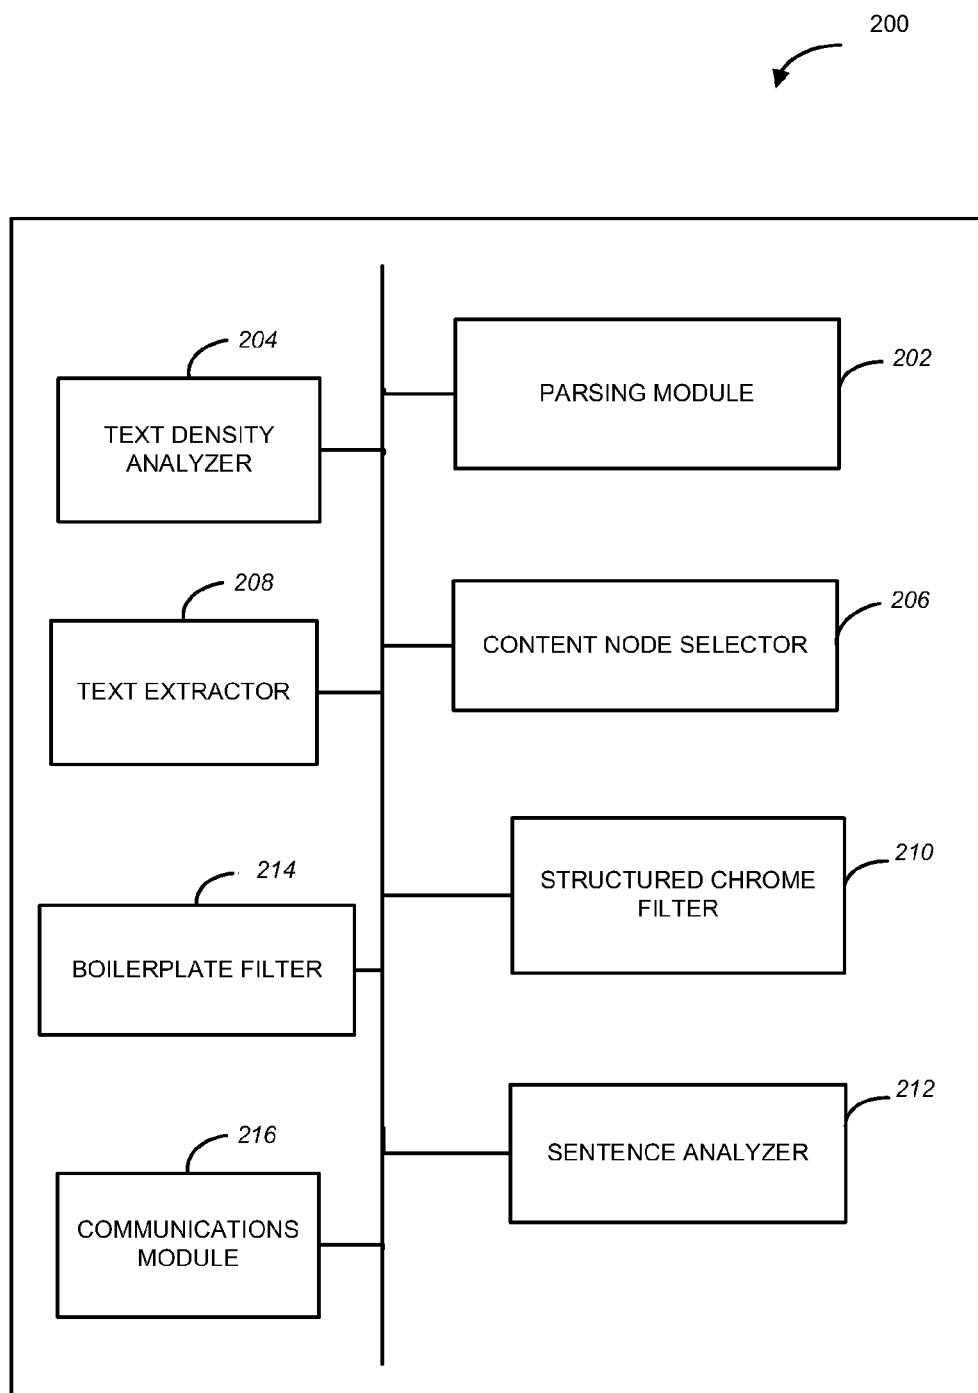 200
204
TEXT DENSITY
ANALYZER
202
PARSING MODULE
208
TEXT EXTRACTOR
206
CONTENT NODE SELECTOR
214
BOILERPLATE FILTER
210
STRUCTURED CHROME
FILTER
216
COMMUNICATIONS
MODULE
212
SENTENCE ANALYZER